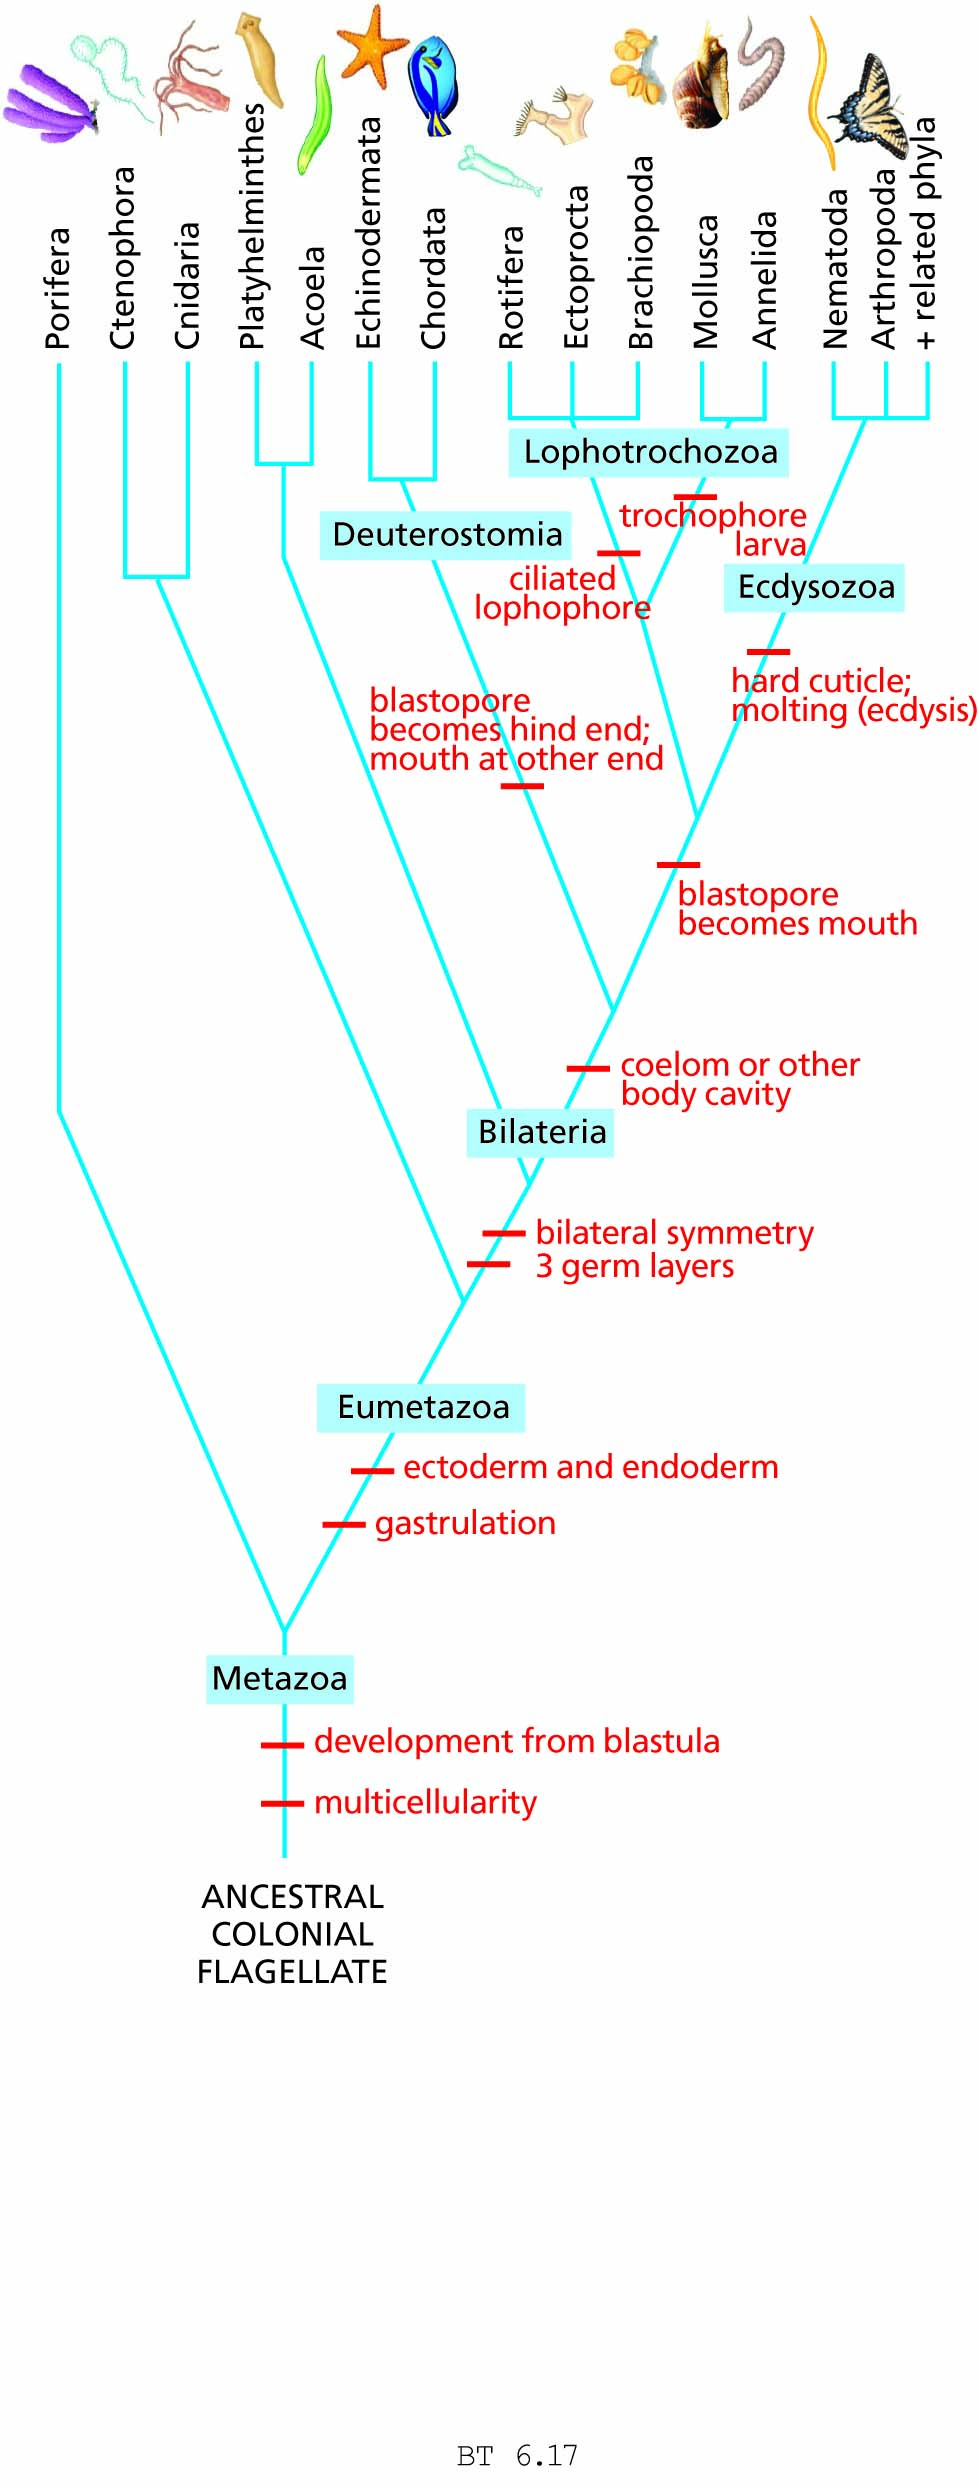 Porifera
Ctenophora
Cnidaria
Platyhelminthes
Acoela
Echinodermata
Chordata
Rotifera
Ectoprocta
Brachiopoda
Mollusca
Annelida
Nematoda
Arthropoda
+ related phyla
Lophotrochozoa
trochophore
larva
Deuterostomia
ciliated
lophophore
Ecdysozoa
hard cuticle;
molting (ecdysis)
blastopore
becomes hind end;
mouth at other end
blastopore
becomes mouth
coelom or other
body cavity
Bilateria
bilateral symmetry
3 germ layers
Eumetazoa
ectoderm and endoderm
gastrulation
Metazoa
development from blastula
multicellularity
ANCESTRAL
COLONIAL
FLAGELLATE
BT 6.17